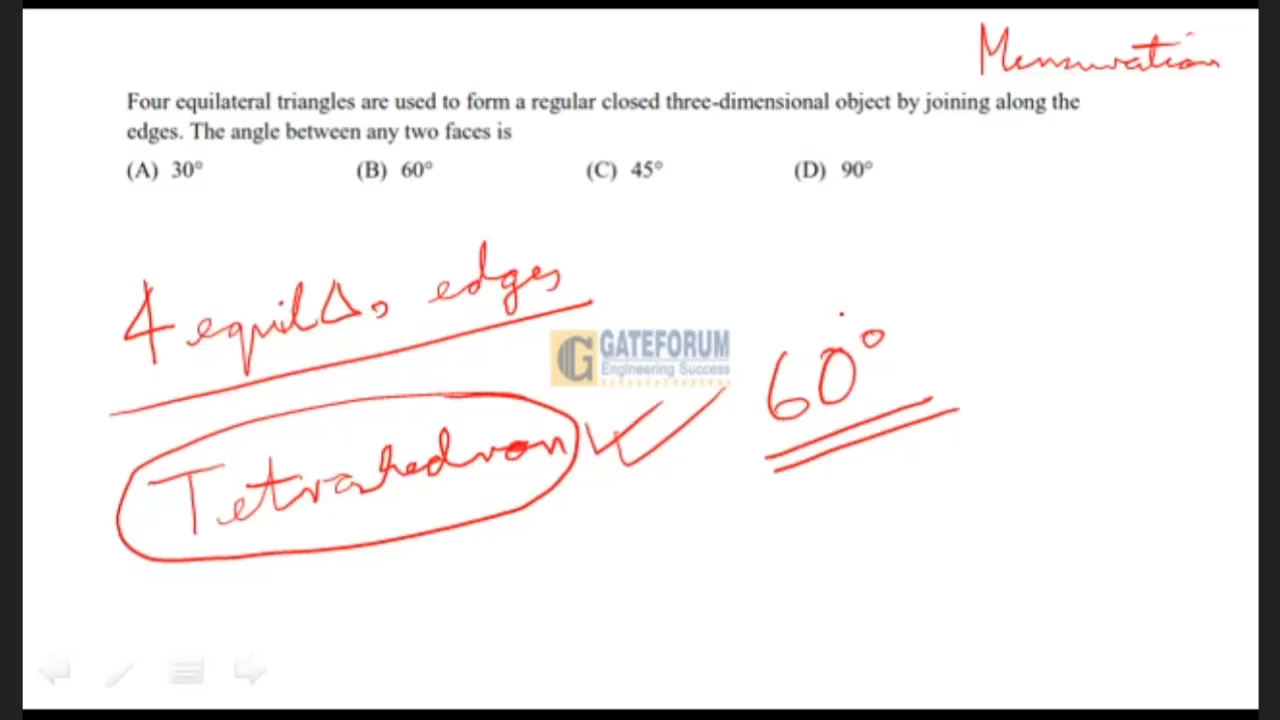 Mensuration
Four equilateral triangles are used to form a regular closed three-dimensional object by joining along the
edges. The angle between any two faces is
(A) 30° (B) 60° (C) 45° (D) 90°
4 equil Δs edges
GATEFORUM
Engineering Success
60°
Tetrahedron